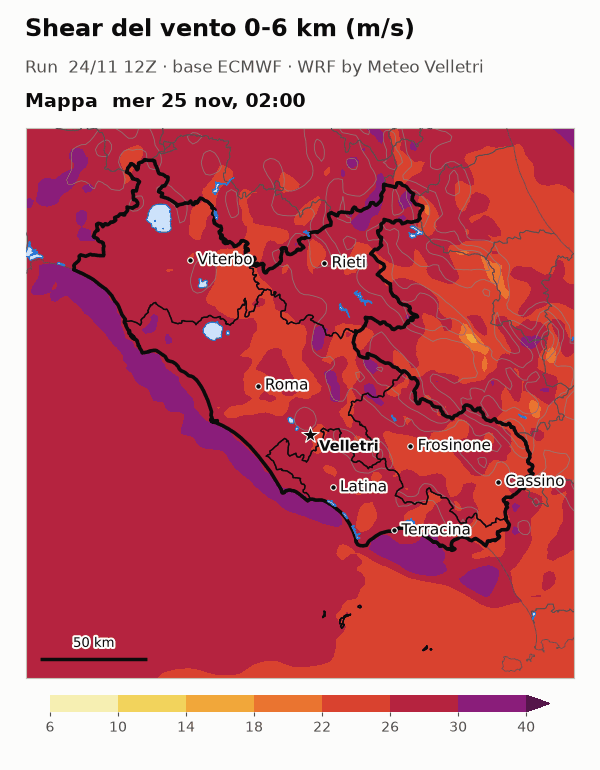 Shear del vento 0-6 km (m/s)
Run  24/11 12Z · base ECMWF · WRF by Meteo Velletri
Mappa  mer 25 nov, 02:00
Viterbo
Rieti
Roma
Velletri
Frosinone
Cassino
Latina
Terracina
50 km
6 10 14 18 22 26 30 40